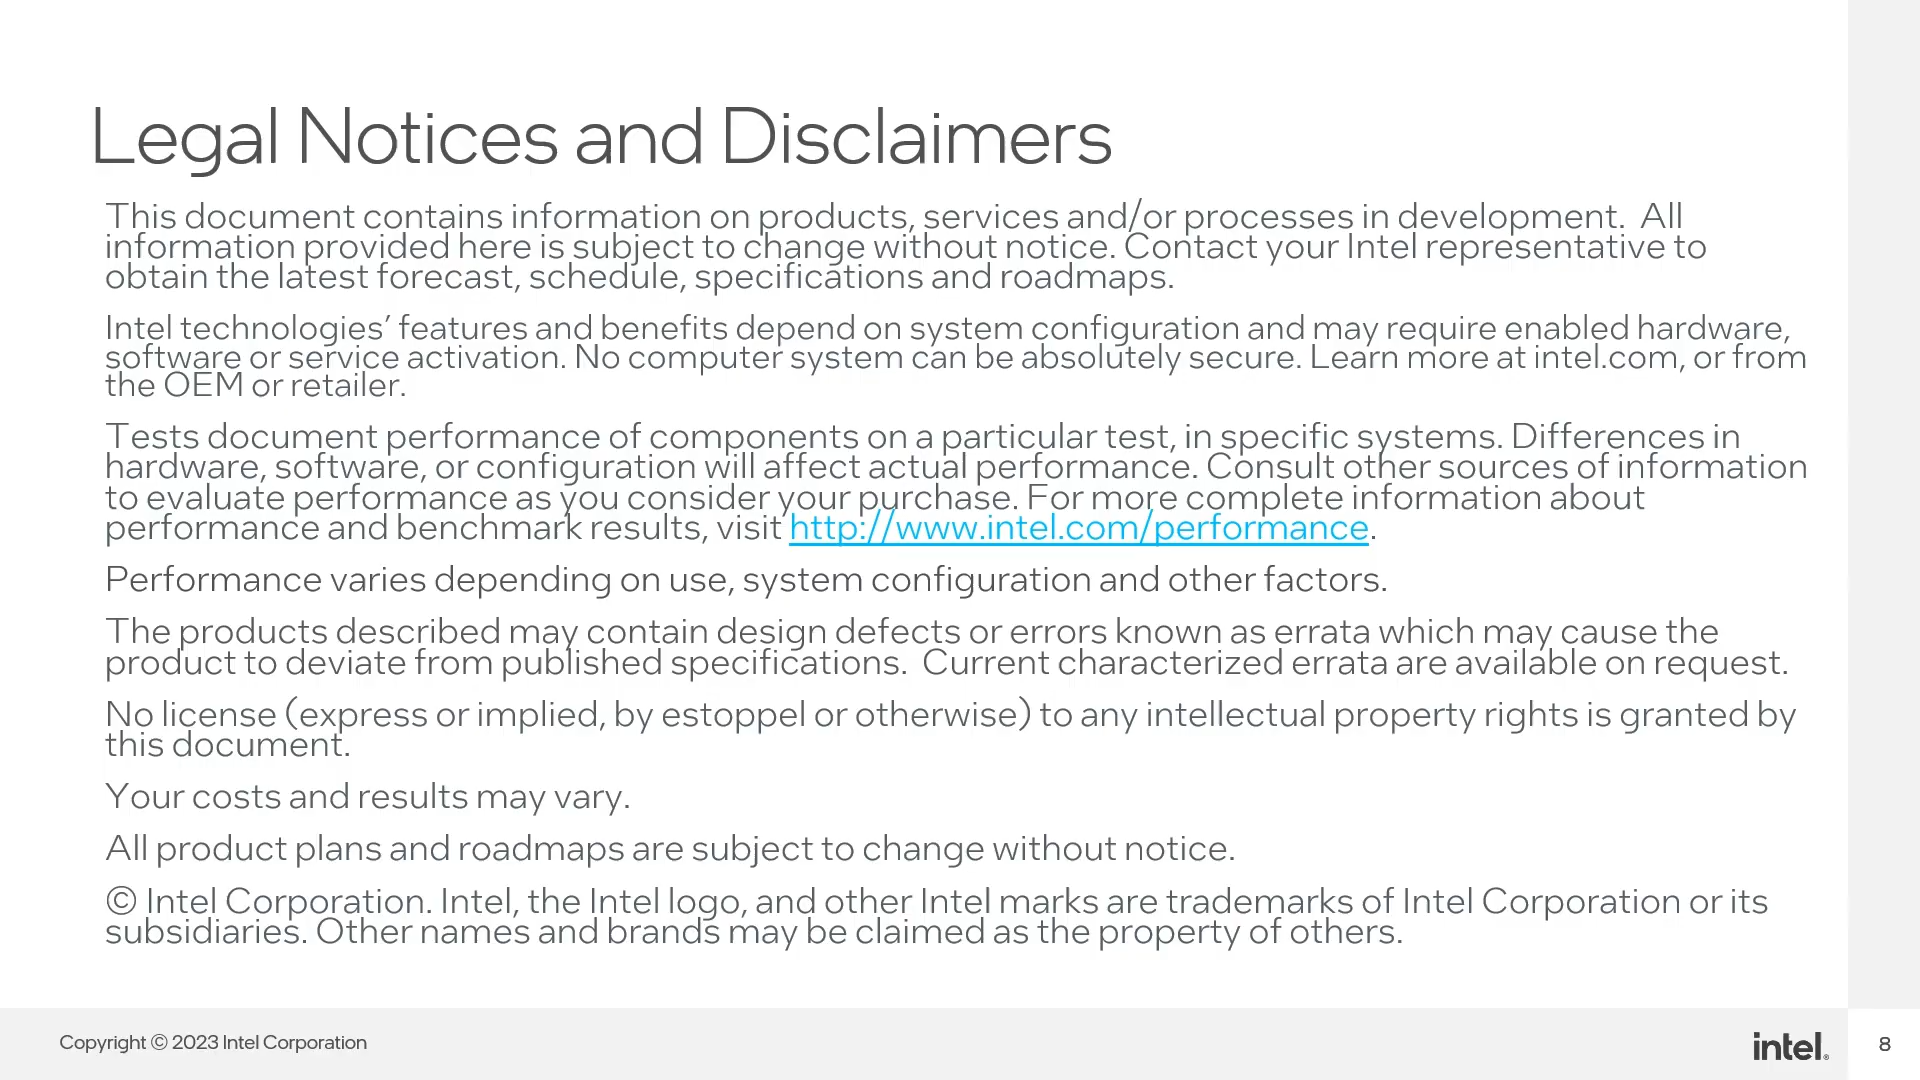 Legal Notices and Disclaimers
This document contains information on products, services and/or processes in development.  All
information provided here is subject to change without notice. Contact your Intel representative to
obtain the latest forecast, schedule, specifications and roadmaps.
Intel technologies’ features and benefits depend on system configuration and may require enabled hardware,
software or service activation. No computer system can be absolutely secure. Learn more at intel.com, or from
the OEM or retailer.
Tests document performance of components on a particular test, in specific systems. Differences in
hardware, software, or configuration will affect actual performance. Consult other sources of information
to evaluate performance as you consider your purchase. For more complete information about
performance and benchmark results, visit http://www.intel.com/performance.
Performance varies depending on use, system configuration and other factors.
The products described may contain design defects or errors known as errata which may cause the
product to deviate from published specifications.  Current characterized errata are available on request.
No license (express or implied, by estoppel or otherwise) to any intellectual property rights is granted by
this document.
Your costs and results may vary.
All product plans and roadmaps are subject to change without notice.
© Intel Corporation. Intel, the Intel logo, and other Intel marks are trademarks of Intel Corporation or its
subsidiaries. Other names and brands may be claimed as the property of others.
Copyright © 2023 Intel Corporation
intel®
8